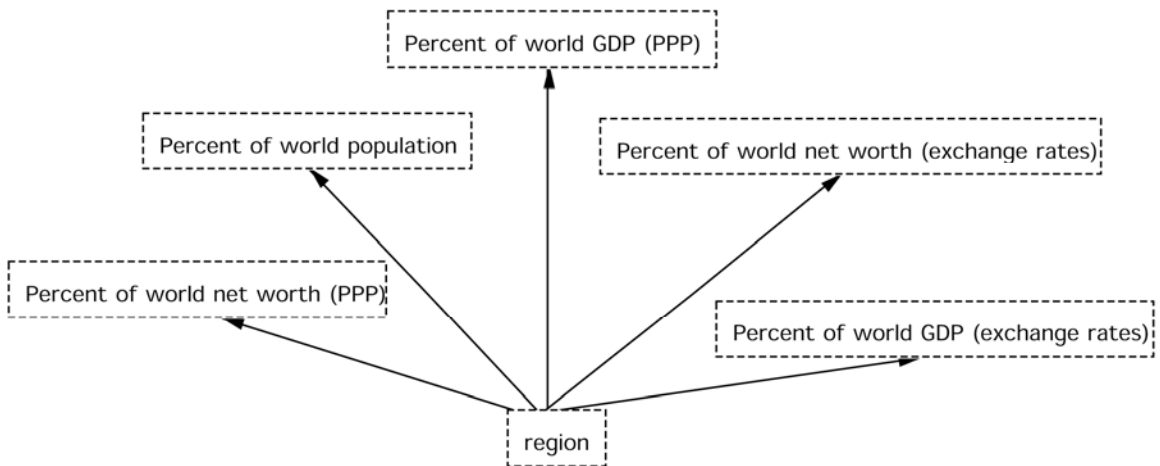 Percent of world GDP (PPP)
Percent of world population
Percent of world net worth (exchange rates)
Percent of world net worth (PPP)
Percent of world GDP (exchange rates)
region